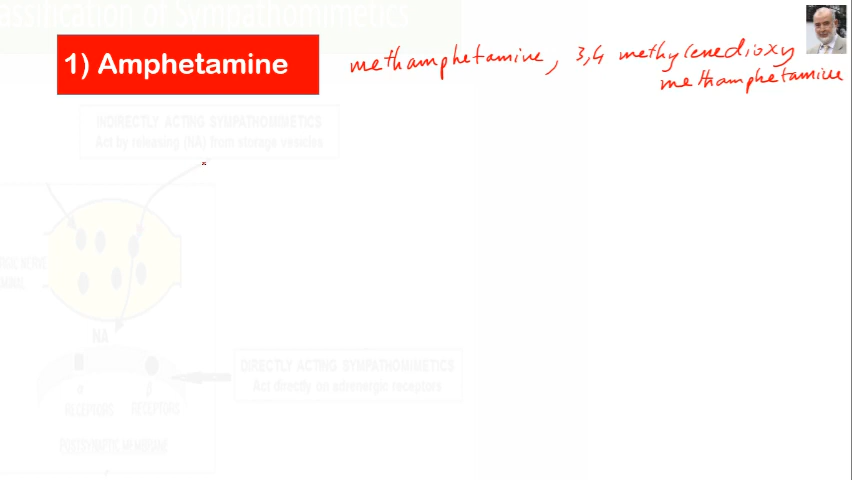 assification of Sympathomimetics
1) Amphetamine
methamphetamine, 3,4 methylenedioxy
methamphetamine
INDIRECTLY ACTING SYMPATHOMIMETICS
Act by releasing (NA) from storage vesicles
NA
DIRECTLY ACTING SYMPATHOMIMETICS
Act directly on adrenergic receptors
α β
RECEPTORS RECEPTORS
POSTSYNAPTIC MEMBRANE